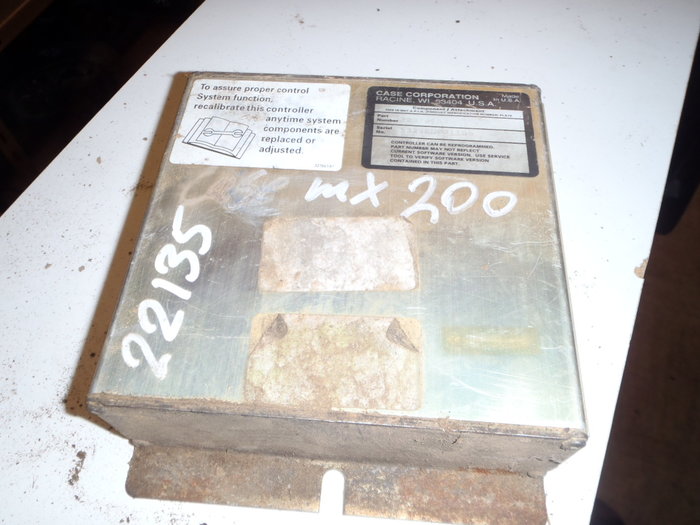 To assure proper control
System function,
recalibrate this controller
anytime system
components are
replaced or
adjusted.
CASE CORPORATION
Made
in U.S.A.
RACINE, WI, 53404 U.S.A.
Component / Attachment
Part
Number
Serial
No.
CONTROLLER CAN BE REPROGRAMMED.
PART NUMBER MAY NOT REFLECT
CURRENT SOFTWARE VERSION. USE SERVICE
TOOL TO VERIFY SOFTWARE VERSION
CONTAINED IN THIS PART.
mx 200
22135